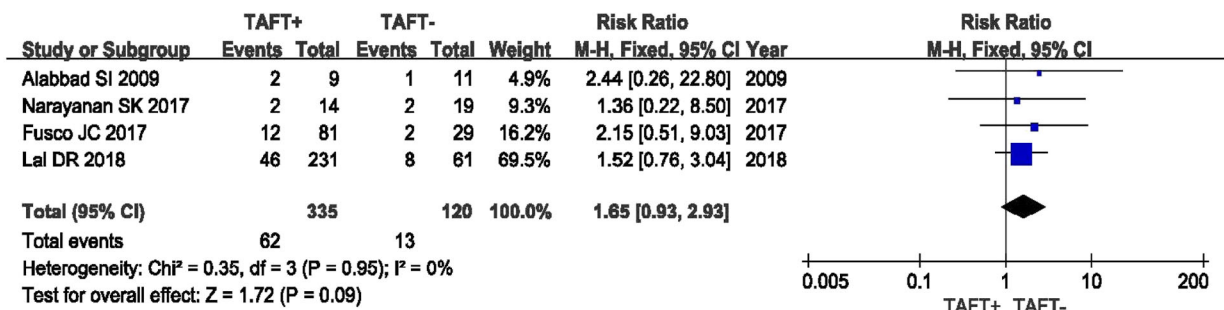 TAFT+ TAFT- Risk Ratio Risk Ratio
Study or Subgroup Events Total Events Total Weight M-H, Fixed, 95% CI Year M-H, Fixed, 95% CI
Alabbad SI 2009 2 9 1 11 4.9% 2.44 [0.26, 22.80] 2009
Narayanan SK 2017 2 14 2 19 9.3% 1.36 [0.22, 8.50] 2017
Fusco JC 2017 12 81 2 29 16.2% 2.15 [0.51, 9.03] 2017
Lal DR 2018 46 231 8 61 69.5% 1.52 [0.76, 3.04] 2018
Total (95% CI) 335 120 100.0% 1.65 [0.93, 2.93]
Total events 62 13
Heterogeneity: Chi² = 0.35, df = 3 (P = 0.95); I² = 0%
Test for overall effect: Z = 1.72 (P = 0.09)
0.005 0.1 1 10 200
TAFT+ TAFT-